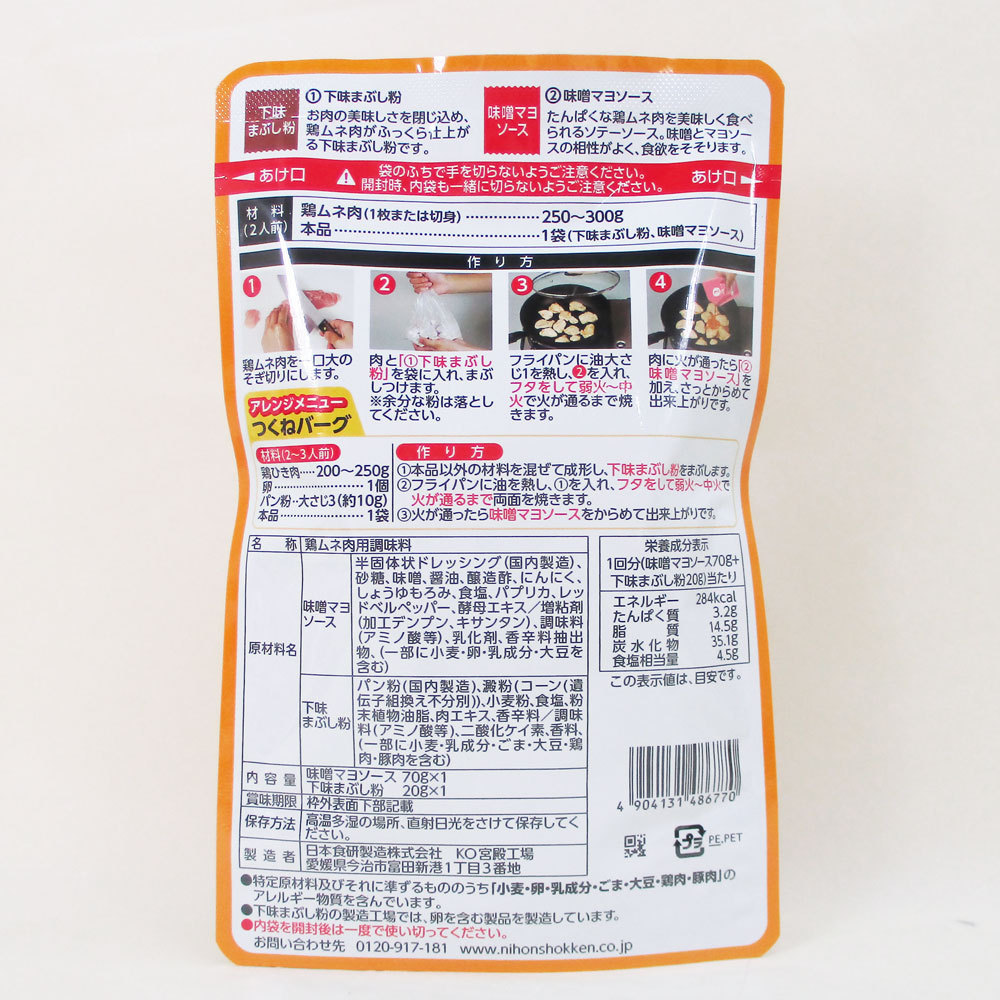 下味
まぶし粉
①下味まぶし粉
お肉の美味しさを閉じ込め、
鶏ムネ肉がふっくら仕上が
る下味まぶし粉です。
味噌マヨ
ソース
②味噌マヨソース
たんぱくな鶏ムネ肉を美味しく食べ
られるソテーソース。味噌とマヨソー
スの相性がよく、食欲をそそります。
あけ口
袋のふちで手を切らないようご注意ください。
開封時、内袋も一緒に切らないようご注意ください。
あけ口
材料
(2人前)
鶏ムネ肉(1枚または切身)………………250〜300g
本品……………………………………1袋(下味まぶし粉、味噌マヨソース)
作り方
1
鶏ムネ肉を一口大の
そぎ切りにします。
2
肉と「①下味まぶし
粉」を袋に入れ、まぶ
しつけます。
※余分な粉は落とし
てください。
3
フライパンに油大さ
じ1を熱し、❷を入れ、
フタをして弱火〜中
火で火が通るまで焼
きます。
4
肉に火が通ったら「②
味噌マヨソース」を
加え、さっとからめて
出来上がりです。
アレンジメニュー
つくねバーグ
材料(2〜3人前)
鶏ひき肉……200〜250g
卵……………………………1個
パン粉‥大さじ3(約10g)
本品…………………………1袋
作り方
①本品以外の材料を混ぜて成形し、下味まぶし粉をまぶします。
②フライパンに油を熱し、①を入れ、フタをして弱火〜中火で
火が通るまで両面を焼きます。
③火が通ったら味噌マヨソースをからめて出来上がりです。
名称
鶏ムネ肉用調味料
原材料名
味噌マヨ
ソース
半固体状ドレッシング(国内製造)、
砂糖、味噌、醤油、醸造酢、にんにく、
しょうゆもろみ、食塩、パプリカ、レッ
ドベルペッパー、酵母エキス/増粘剤
(加工デンプン、キサンタン)、調味料
(アミノ酸等)、乳化剤、香辛料抽出
物、(一部に小麦・卵・乳成分・大豆を
含む)
下味
まぶし粉
パン粉(国内製造)、澱粉(コーン(遺
伝子組換え不分別))、小麦粉、食塩、粉
末植物油脂、肉エキス、香辛料/調味
料(アミノ酸等)、二酸化ケイ素、香料、
(一部に小麦・乳成分・ごま・大豆・鶏
肉・豚肉を含む)
内容量
味噌マヨソース 70g×1
下味まぶし粉 20g×1
賞味期限
枠外表面下部記載
保存方法
高温多湿の場所、直射日光をさけて保存してく
ださい。
製造者
日本食研製造株式会社 KO宮殿工場
愛媛県今治市富田新港1丁目3番地
栄養成分表示
1回分(味噌マヨソース70g+
下味まぶし粉20g)当たり
エネルギー 284kcal
たんぱく質 3.2g
脂質 14.5g
炭水化物 35.1g
食塩相当量 4.5g
この表示値は、目安です。
4 904131 486770
プラ
PE,PET
●特定原材料及びそれに準ずるもののうち「小麦・卵・乳成分・ごま・大豆・鶏肉・豚肉」の
アレルギー物質を含んでいます。
●下味まぶし粉の製造工場では、卵を含む製品を製造しています。
●内袋を開封後は一度で使い切ってください。
お問い合わせ先 0120-917-181 www.nihonshokken.co.jp